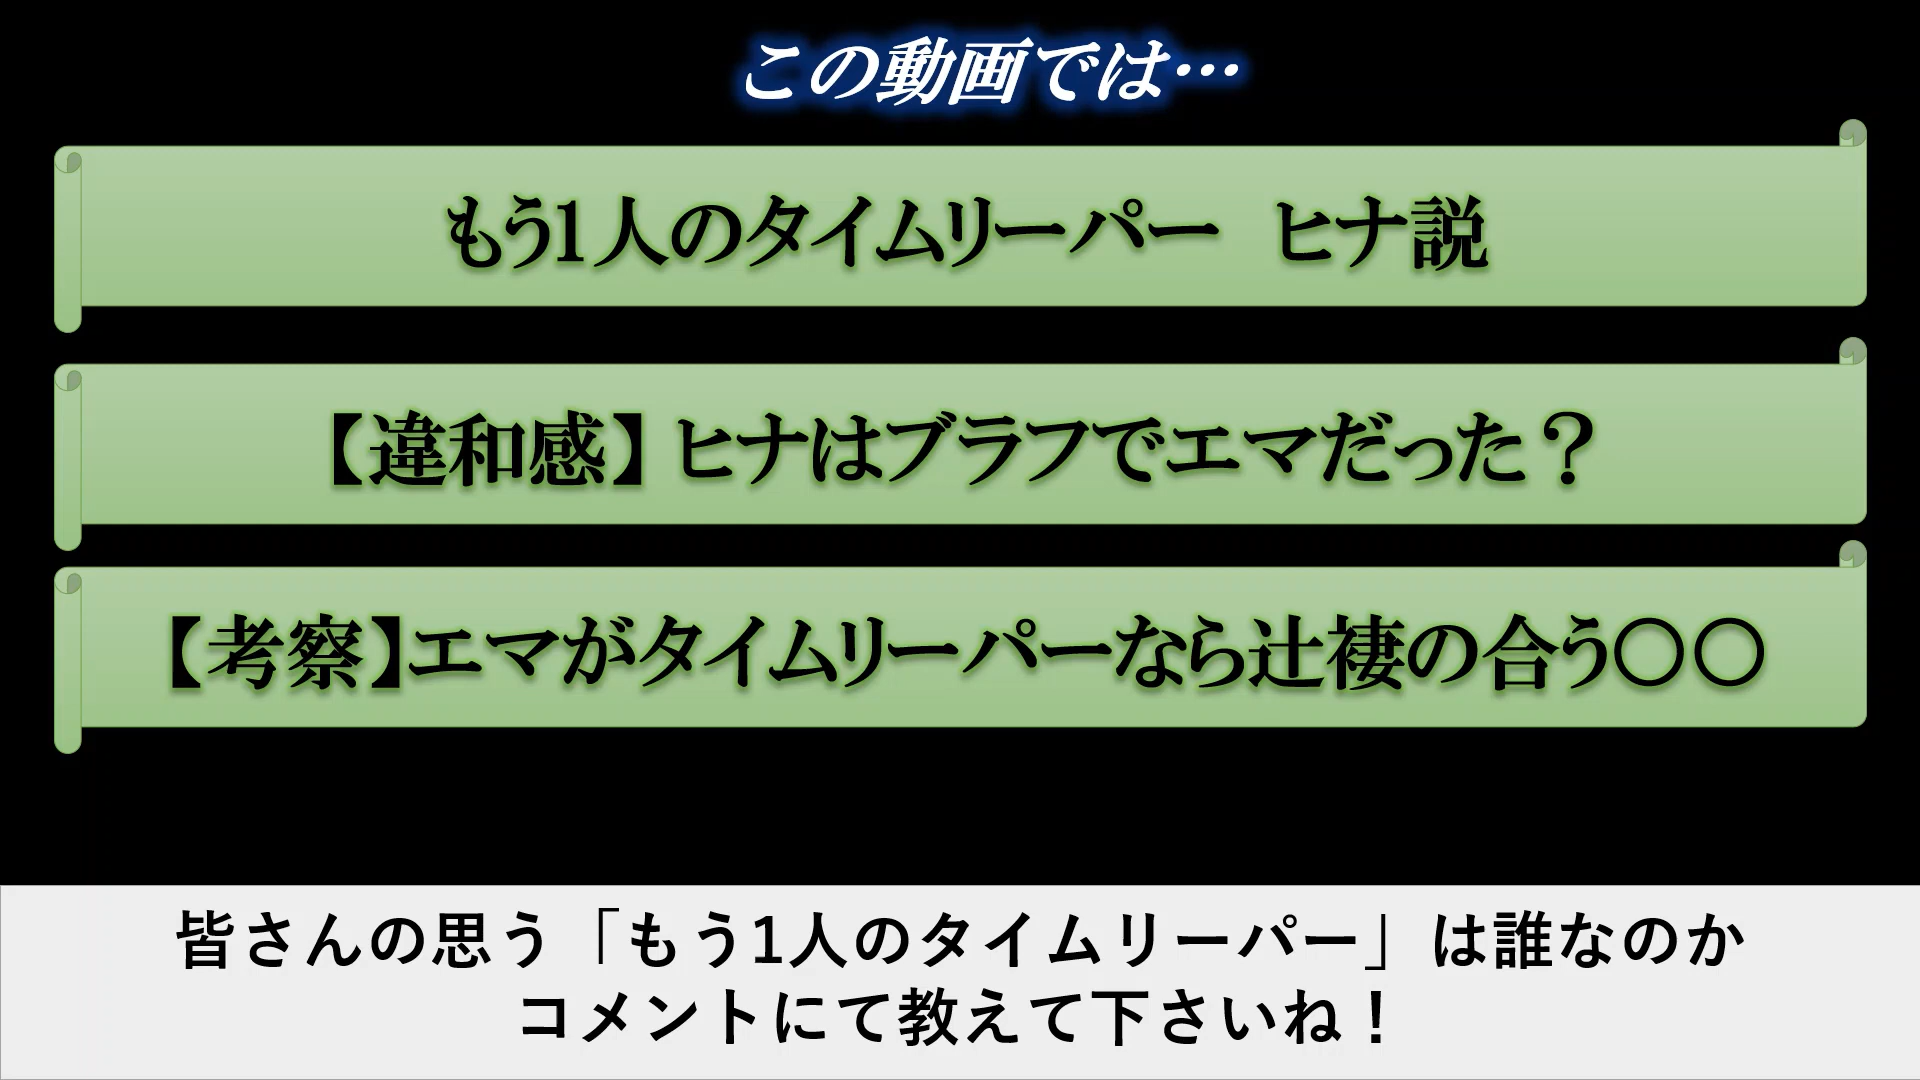 この動画では…
もう1人のタイムリーパー　ヒナ説
【違和感】ヒナはブラフでエマだった？
【考察】エマがタイムリーパーなら辻褄の合う〇〇
皆さんの思う「もう1人のタイムリーパー」は誰なのか
コメントにて教えて下さいね！